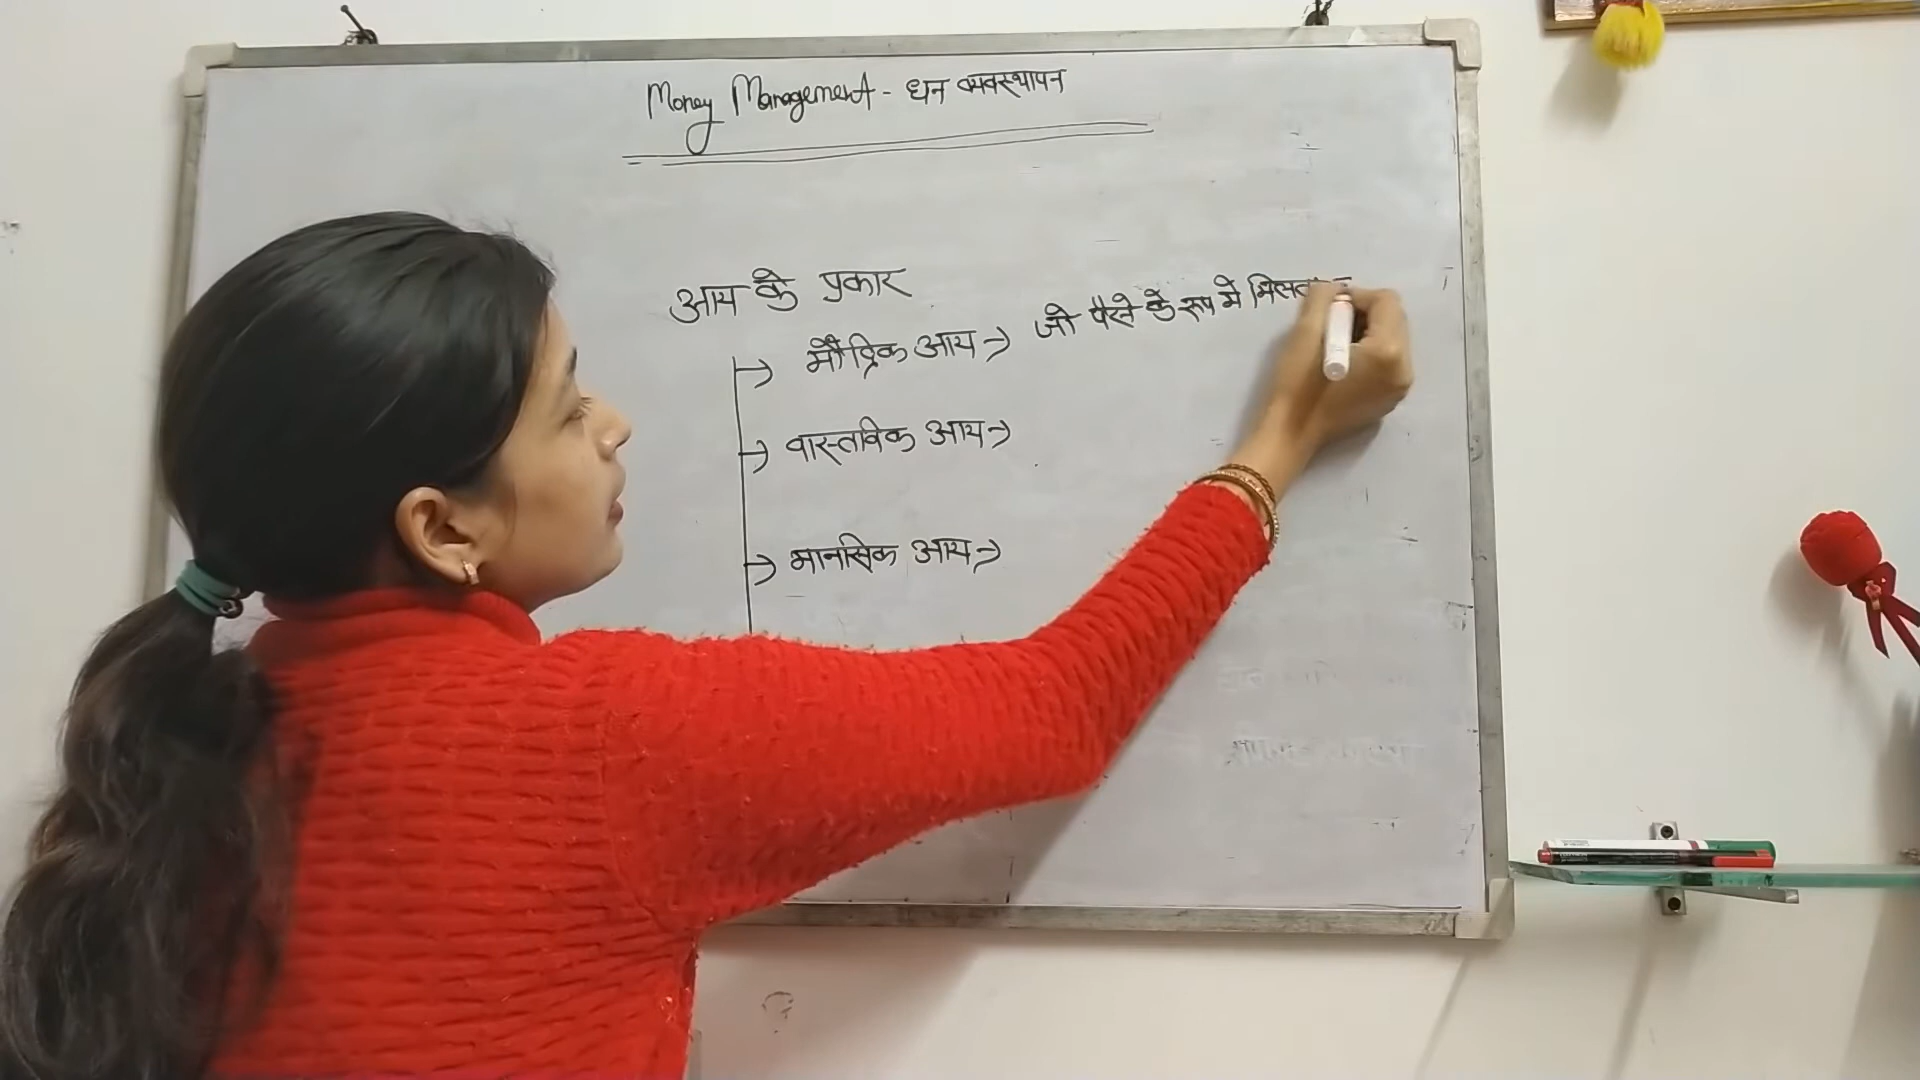 Money Management - धन व्यवस्थापन
आय के प्रकार
→ मौद्रिक आय → जो पैसे के रूप में मिलता
→ वास्तविक आय →
→ मानसिक आय →